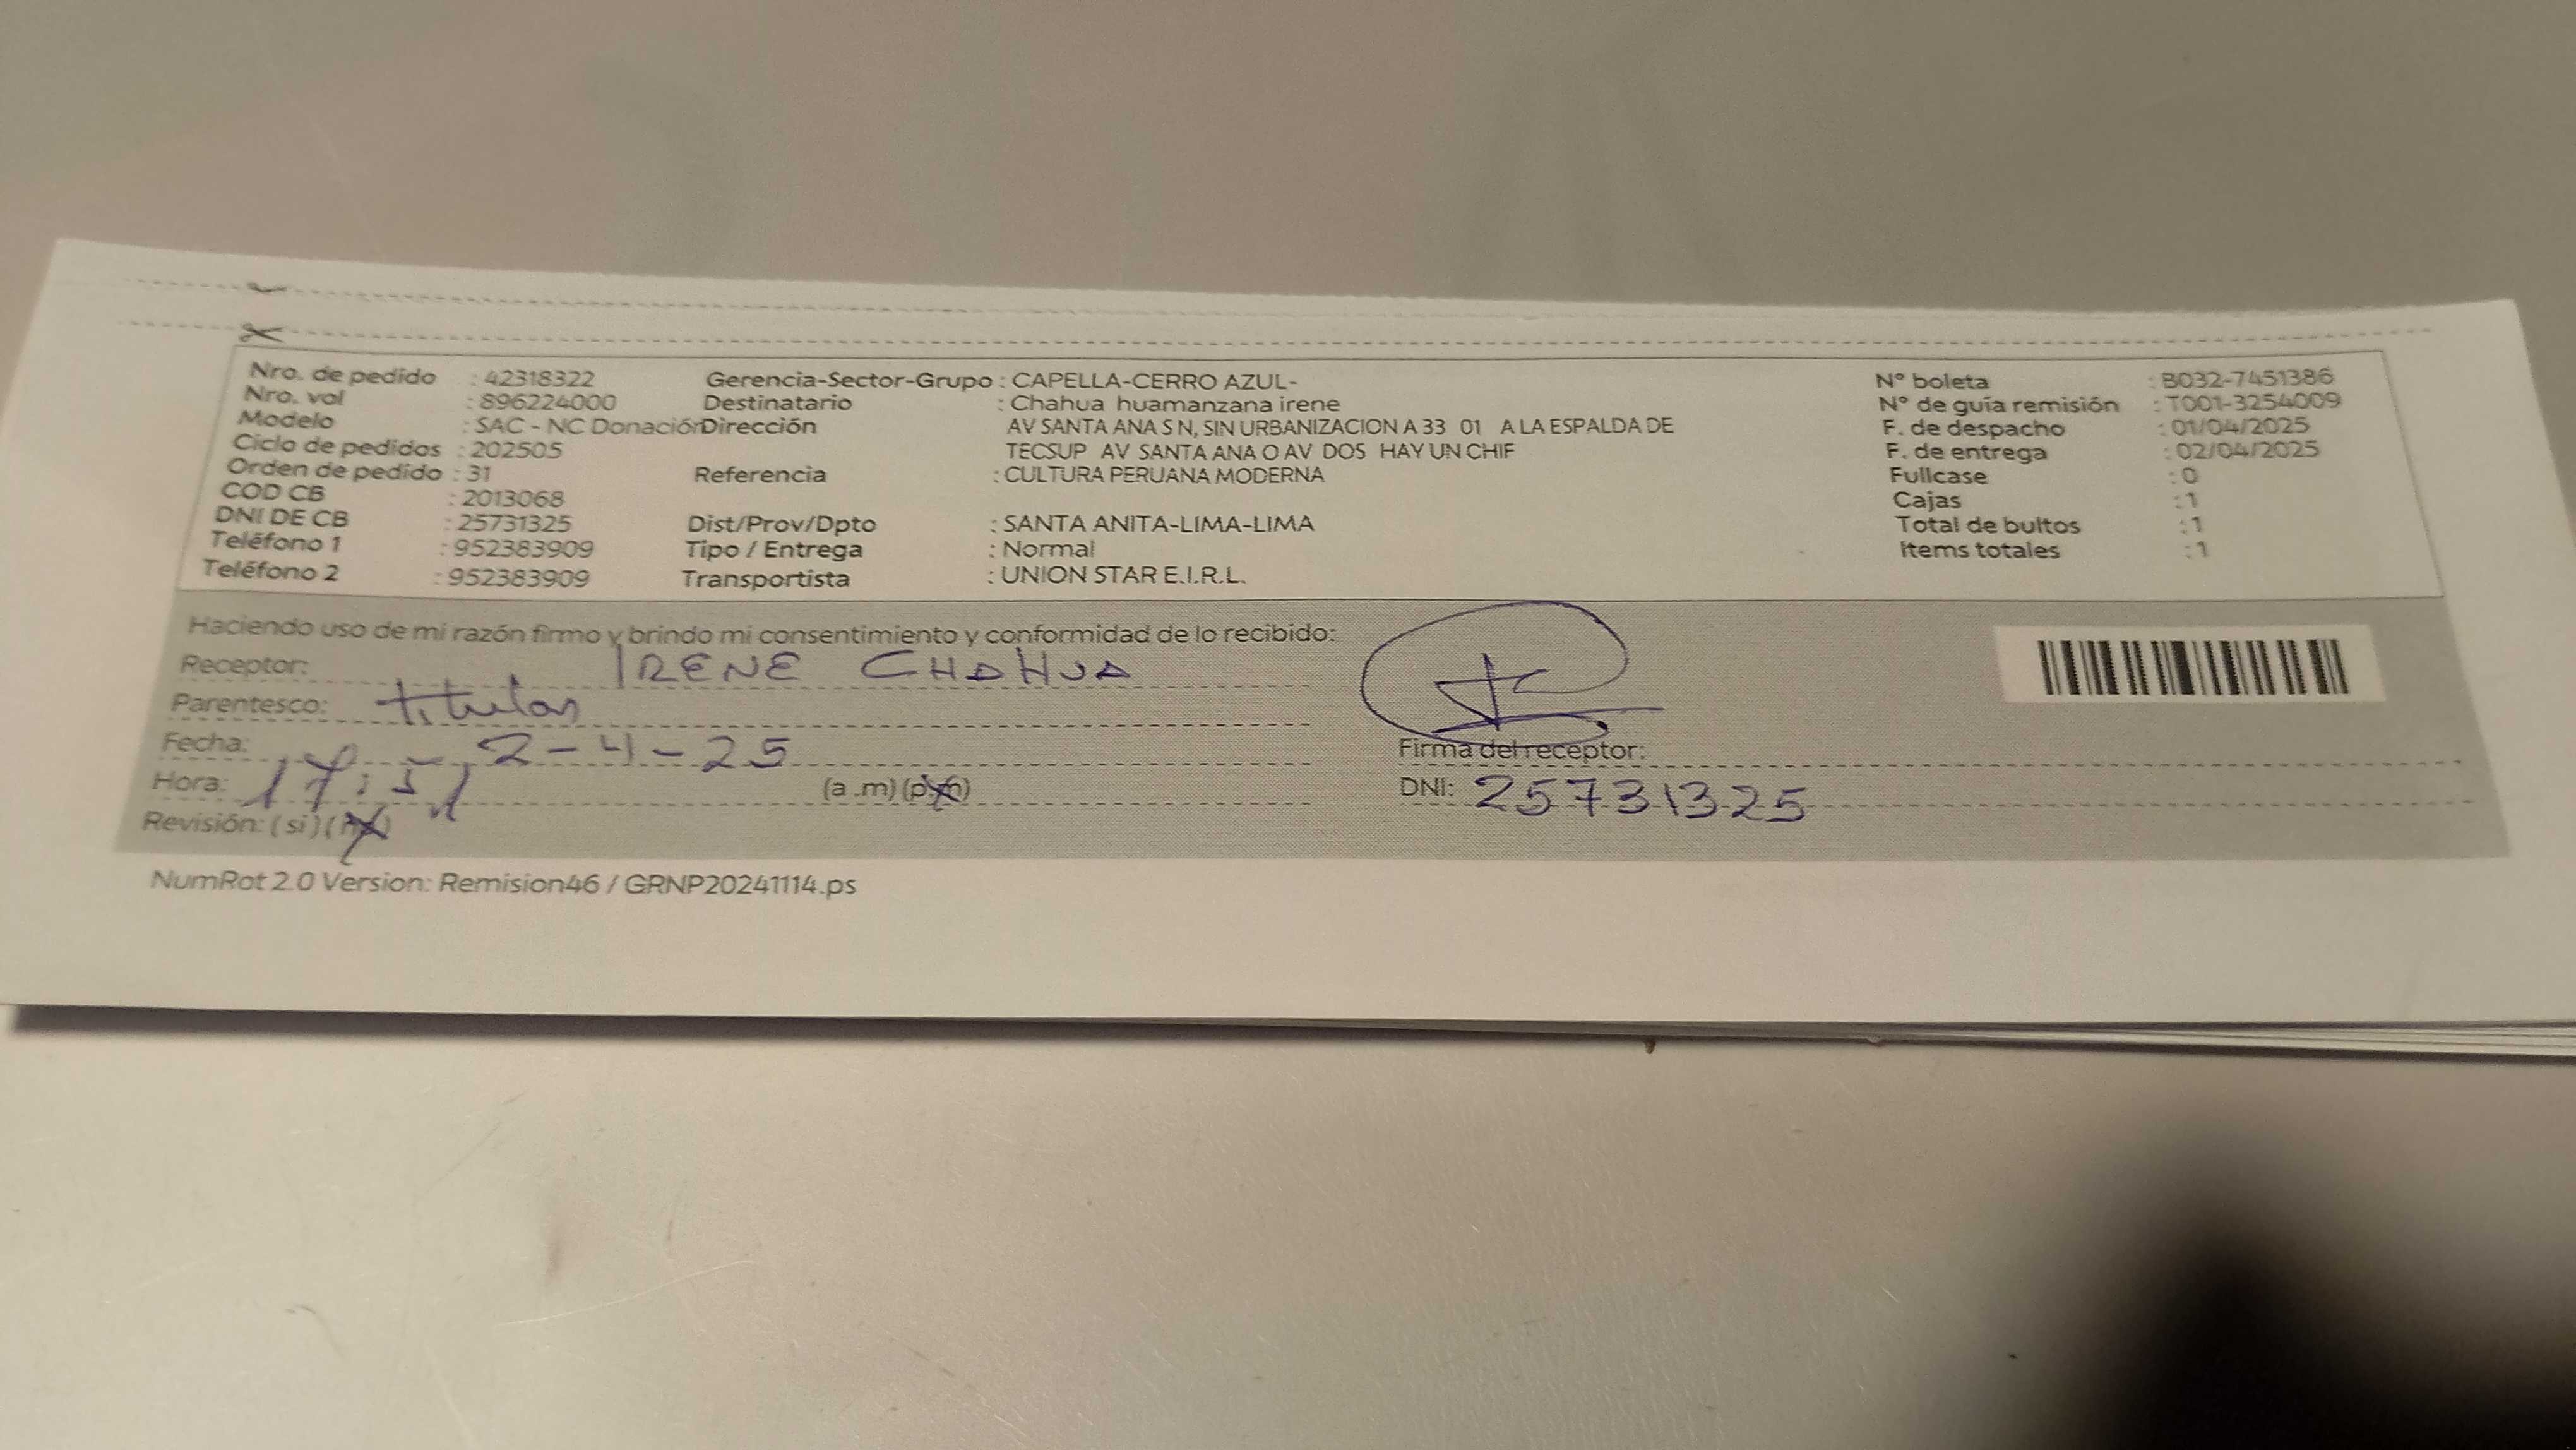 Nro. de pedido : 42318322 Gerencia-Sector-Grupo : CAPELLA-CERRO AZUL- N° boleta : B032-7451386
Nro. vol : 896224000 Destinatario : Chahua huamanzana irene N° de guía remisión : T001-3254009
Modelo : SAC - NC Donación Dirección AV SANTA ANA S N, SIN URBANIZACION A 33 01 A LA ESPALDA DE F. de despacho : 01/04/2025
Ciclo de pedidos : 202505 TECSUP AV SANTA ANA O AV DOS HAY UN CHIF F. de entrega : 02/04/2025
Orden de pedido : 31 Referencia : CULTURA PERUANA MODERNA Fullcase : 0
COD CB : 2013068 Cajas : 1
DNI DE CB : 25731325 Dist/Prov/Dpto : SANTA ANITA-LIMA-LIMA Total de bultos : 1
Teléfono 1 : 952383909 Tipo / Entrega : Normal Items totales : 1
Teléfono 2 : 952383909 Transportista : UNION STAR E.I.R.L.
Haciendo uso de mi razón firmo y brindo mi consentimiento y conformidad de lo recibido:
Receptor: IRENE CHAHUA
Parentesco: titular
Fecha: 2-4-25 Firma del receptor:
Hora: 17:51 (a .m) (p.m) DNI: 25731325
Revisión: ( si ) ( no )
NumRot 2.0 Version: Remision46 / GRNP20241114.ps